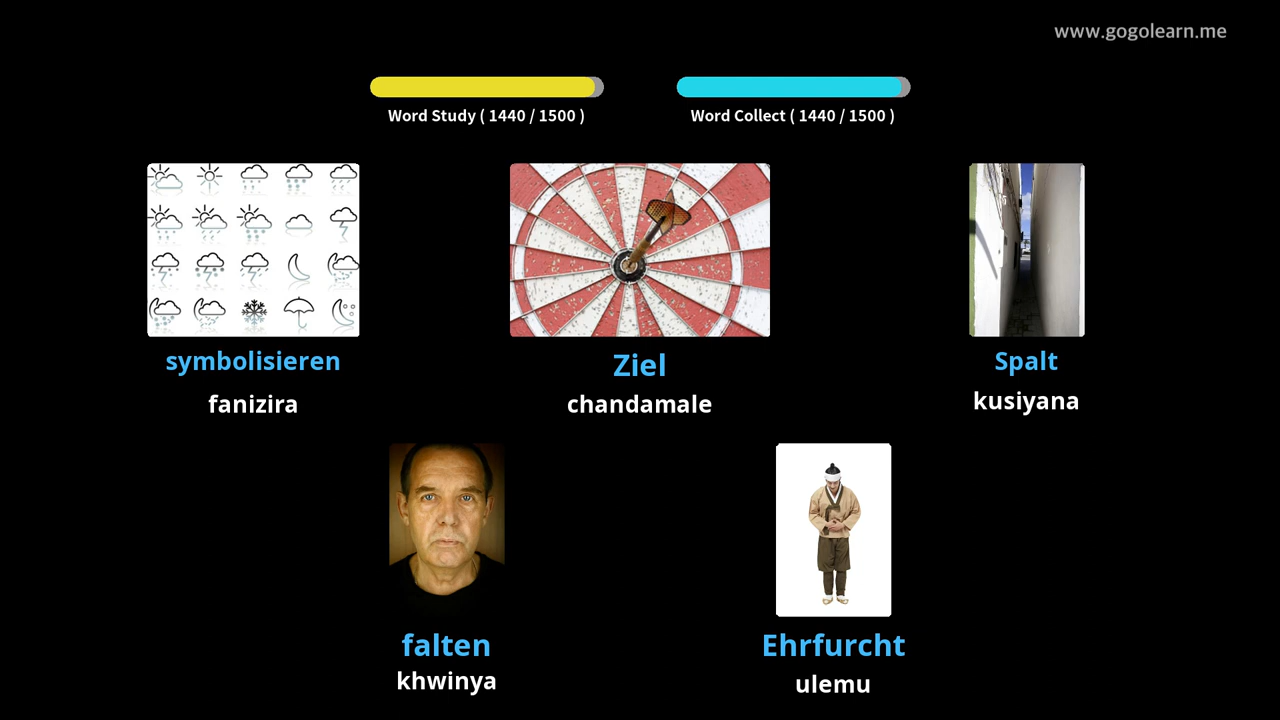 www.gogolearn.me
Word Study ( 1440 / 1500 )
Word Collect ( 1440 / 1500 )
symbolisieren
fanizira
Ziel
chandamale
Spalt
kusiyana
falten
khwinya
Ehrfurcht
ulemu